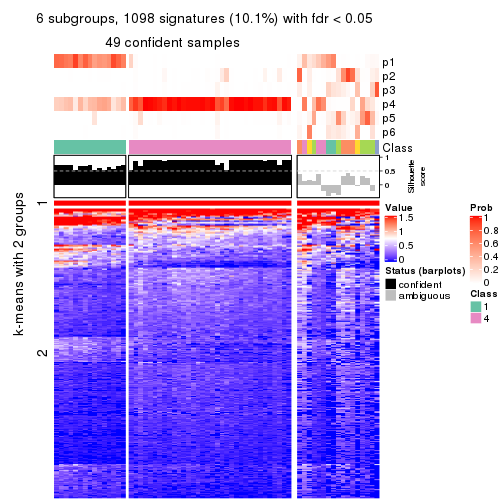 6 subgroups, 1098 signatures (10.1%) with fdr < 0.05
49 confident samples
p1
p2
p3
p4
p5
p6
Class
1
0.5
0
Silhouette
score
k-means with 2 groups
1
2
Value
1.5
1
0.5
0
Status (barplots)
confident
ambiguous
Prob
1
0.8
0.6
0.4
0.2
0
Class
1
4